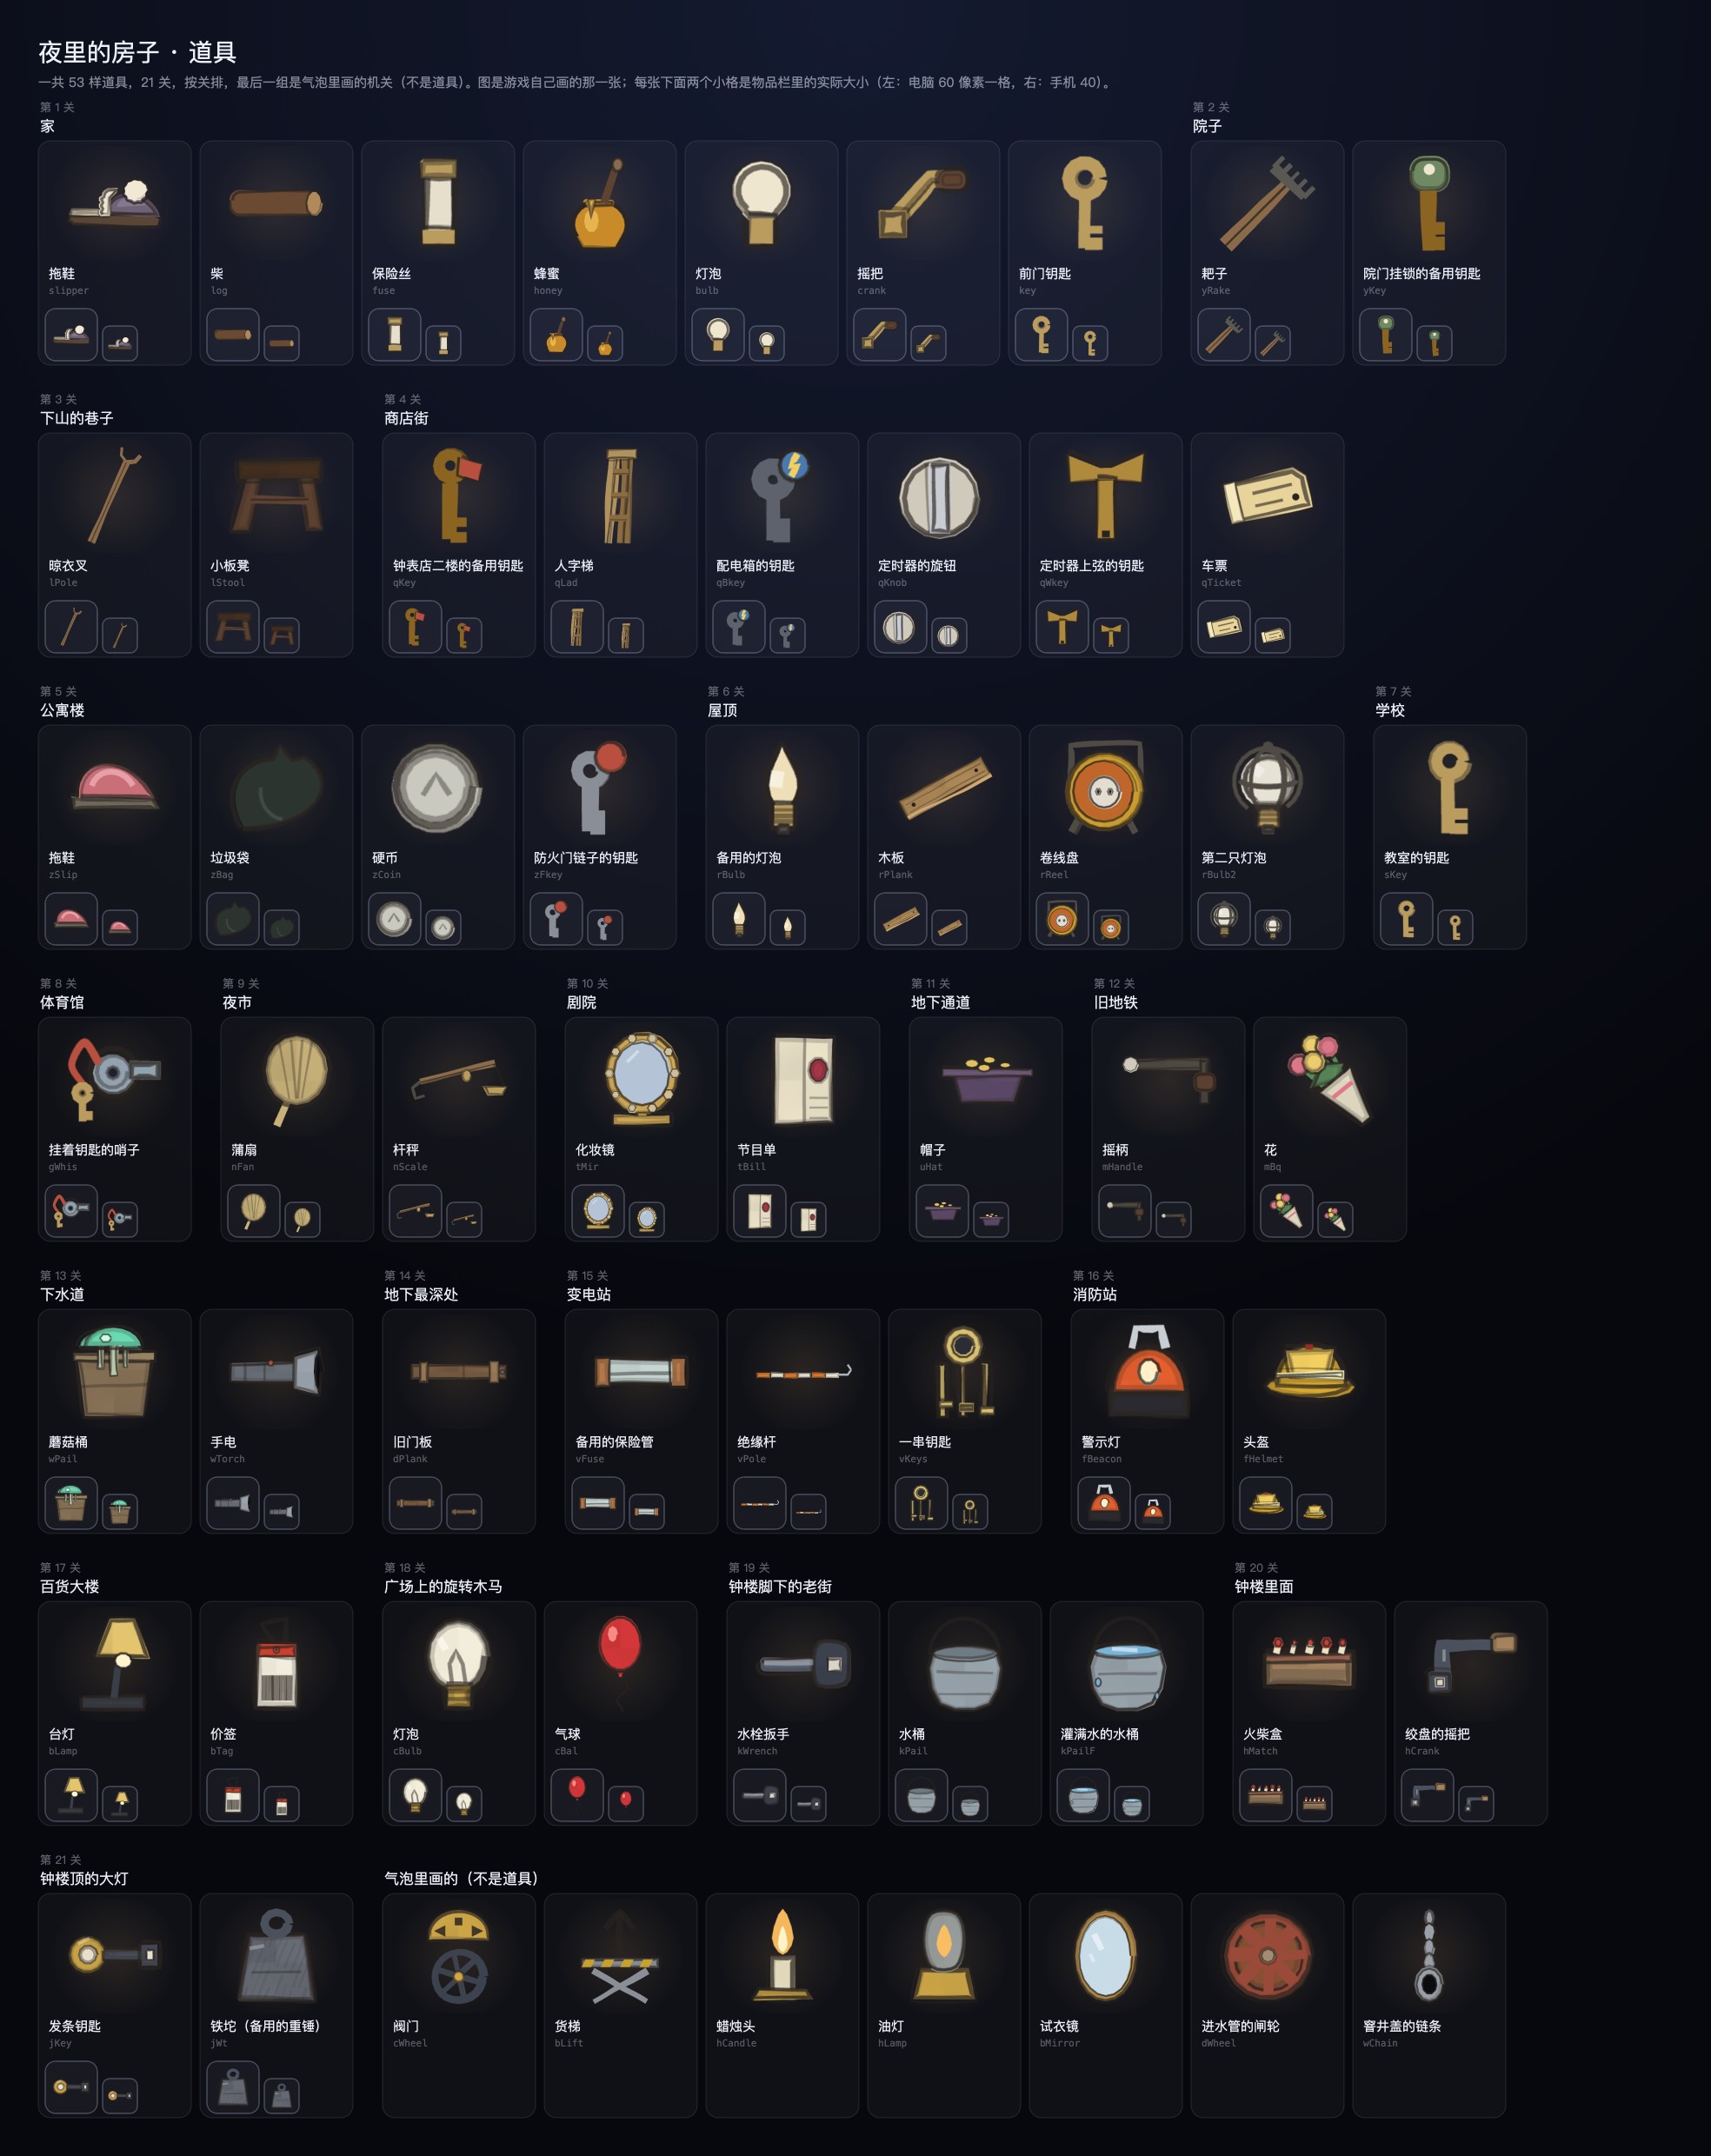 夜里的房子 · 道具
一共 53 样道具，21 关，按关排，最后一组是气泡里画的机关（不是道具）。图是游戏自己画的那一张；每张下面两个小格是物品栏里的实际大小（左：电脑 60 像素一格，右：手机 40）。
第 1 关
家
拖鞋
slipper
柴
log
保险丝
fuse
蜂蜜
honey
灯泡
bulb
摇把
crank
前门钥匙
key
第 2 关
院子
耙子
yRake
院门挂锁的备用钥匙
yKey
第 3 关
下山的巷子
晾衣叉
lPole
小板凳
lStool
第 4 关
商店街
钟表店二楼的备用钥匙
qKey
人字梯
qLad
配电箱的钥匙
qBkey
定时器的旋钮
qKnob
定时器上弦的钥匙
qWkey
车票
qTicket
第 5 关
公寓楼
拖鞋
zSlip
垃圾袋
zBag
硬币
zCoin
防火门链子的钥匙
zFkey
第 6 关
屋顶
备用的灯泡
rBulb
木板
rPlank
卷线盘
rReel
第二只灯泡
rBulb2
第 7 关
学校
教室的钥匙
sKey
第 8 关
体育馆
挂着钥匙的哨子
gWhis
第 9 关
夜市
蒲扇
nFan
杆秤
nScale
第 10 关
剧院
化妆镜
tMir
节目单
tBill
第 11 关
地下通道
帽子
uHat
第 12 关
旧地铁
摇柄
mHandle
花
mBq
第 13 关
下水道
蘑菇桶
wPail
手电
wTorch
第 14 关
地下最深处
旧门板
dPlank
第 15 关
变电站
备用的保险管
vFuse
绝缘杆
vPole
一串钥匙
vKeys
第 16 关
消防站
警示灯
fBeacon
头盔
fHelmet
第 17 关
百货大楼
台灯
bLamp
价签
bTag
第 18 关
广场上的旋转木马
灯泡
cBulb
气球
cBal
第 19 关
钟楼脚下的老街
水栓扳手
kWrench
水桶
kPail
灌满水的水桶
kPailF
第 20 关
钟楼里面
火柴盒
hMatch
绞盘的摇把
hCrank
第 21 关
钟楼顶的大灯
发条钥匙
jKey
铁坨（备用的重锤）
jWt
气泡里画的（不是道具）
阀门
cWheel
货梯
bLift
蜡烛头
hCandle
油灯
hLamp
试衣镜
bMirror
进水管的闸轮
dWheel
窨井盖的链条
wChain